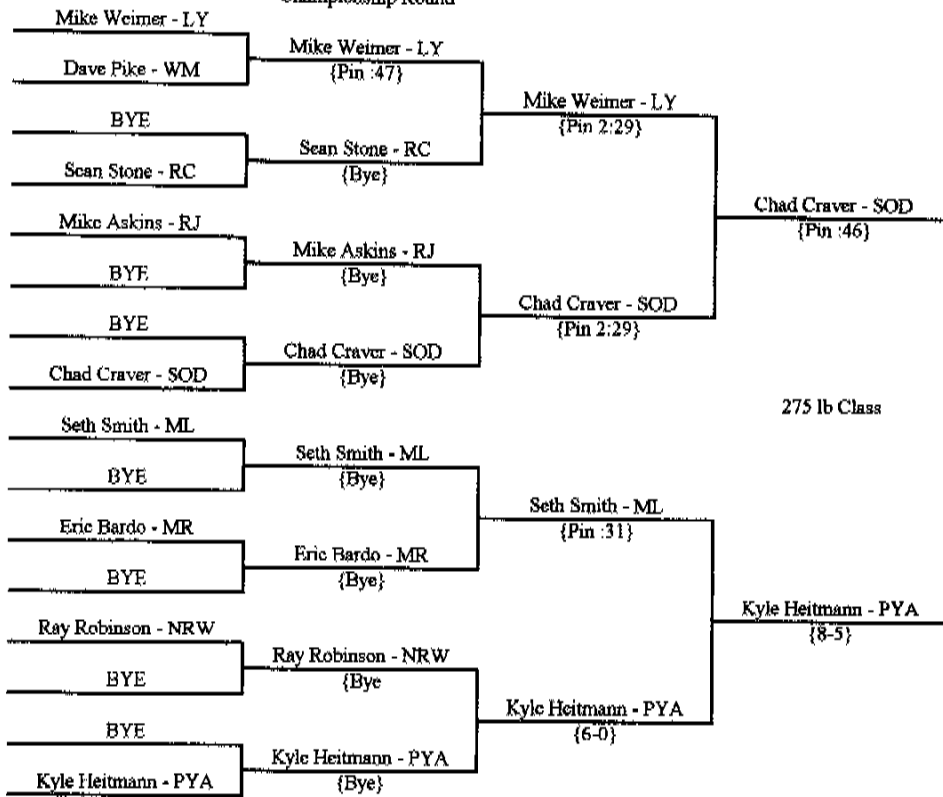 Championship Round
Mike Weimer - LY
Dave Pike - WM
BYE
Sean Stone - RC
Mike Askins - RJ
BYE
BYE
Chad Craver - SOD
Seth Smith - ML
BYE
Eric Bardo - MR
BYE
Ray Robinson - NRW
BYE
BYE
Kyle Heitmann - PYA
Mike Weimer - LY
{Pin :47}
Sean Stone - RC
{Bye}
Mike Askins - RJ
{Bye}
Chad Craver - SOD
{Bye}
Seth Smith - ML
{Bye}
Eric Bardo - MR
{Bye}
Ray Robinson - NRW
{Bye
Kyle Heitmann - PYA
{Bye}
Mike Weimer - LY
{Pin 2:29}
Chad Craver - SOD
{Pin 2:29}
Seth Smith - ML
{Pin :31}
Kyle Heitmann - PYA
{6-0}
Chad Craver - SOD
{Pin :46}
275 lb Class
Kyle Heitmann - PYA
{8-5}